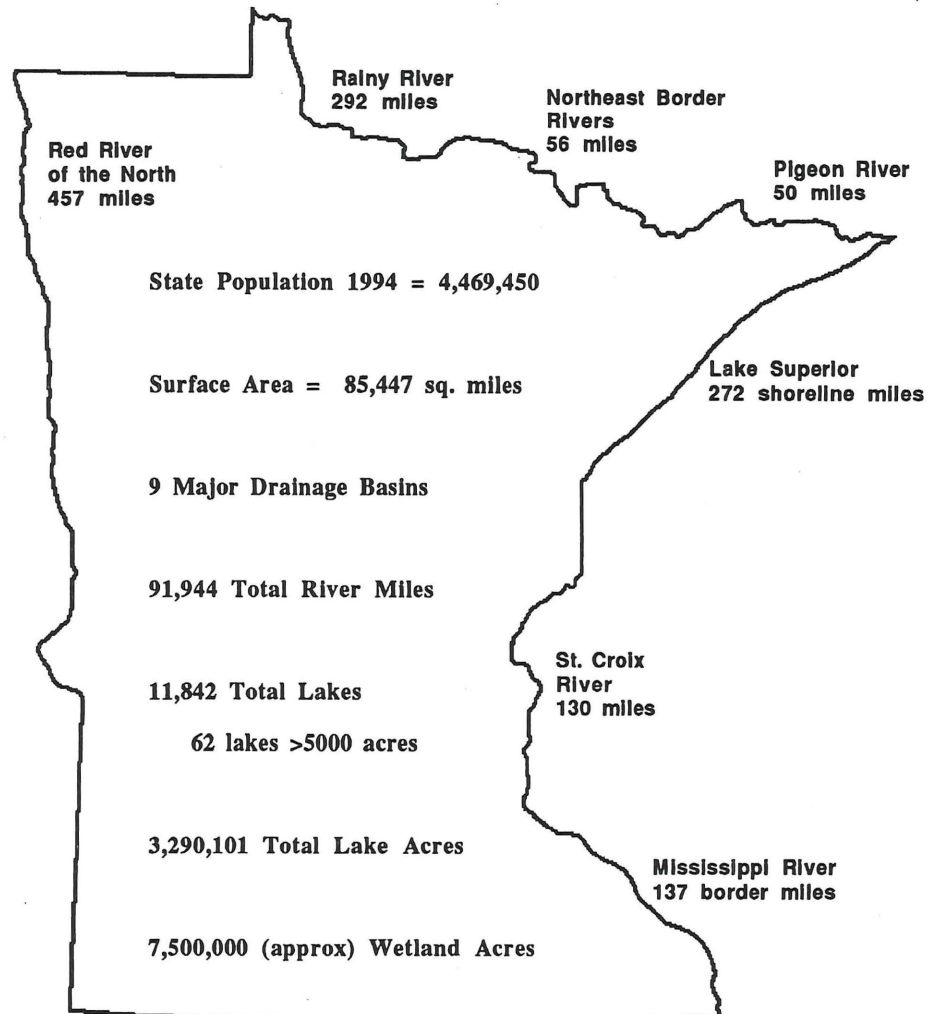 Rainy River
292 miles
Northeast Border
Rivers
56 miles
Red River
of the North
457 miles
Pigeon River
50 miles
State Population 1994 = 4,469,450
Lake Superior
272 shoreline miles
Surface Area = 85,447 sq. miles
9 Major Drainage Basins
91,944 Total River Miles
St. Croix
River
130 miles
11,842 Total Lakes
62 lakes >5000 acres
3,290,101 Total Lake Acres
Mississippi River
137 border miles
7,500,000 (approx) Wetland Acres